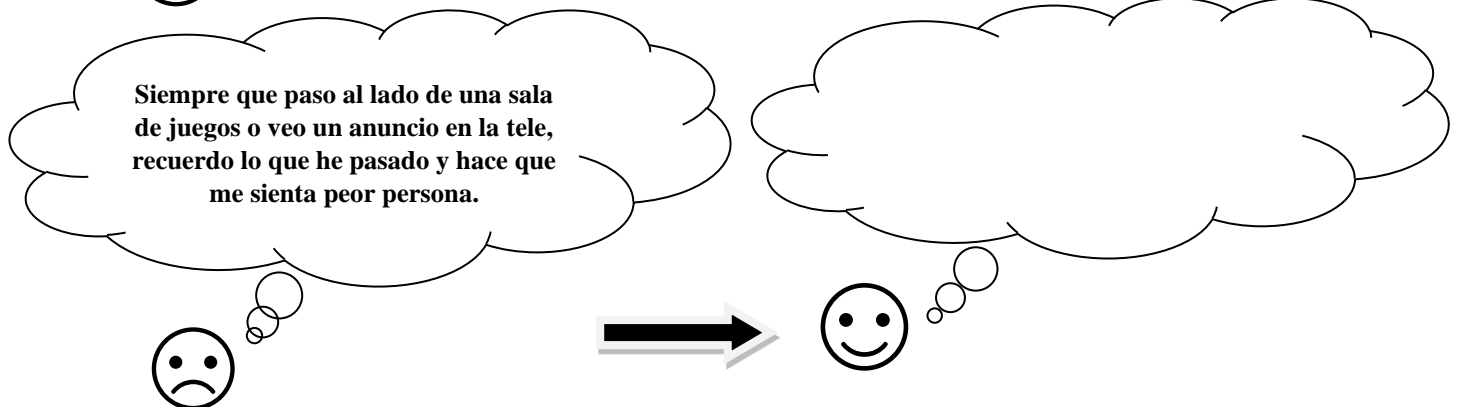 Siempre que paso al lado de una sala
de juegos o veo un anuncio en la tele,
recuerdo lo que he pasado y hace que
me sienta peor persona.